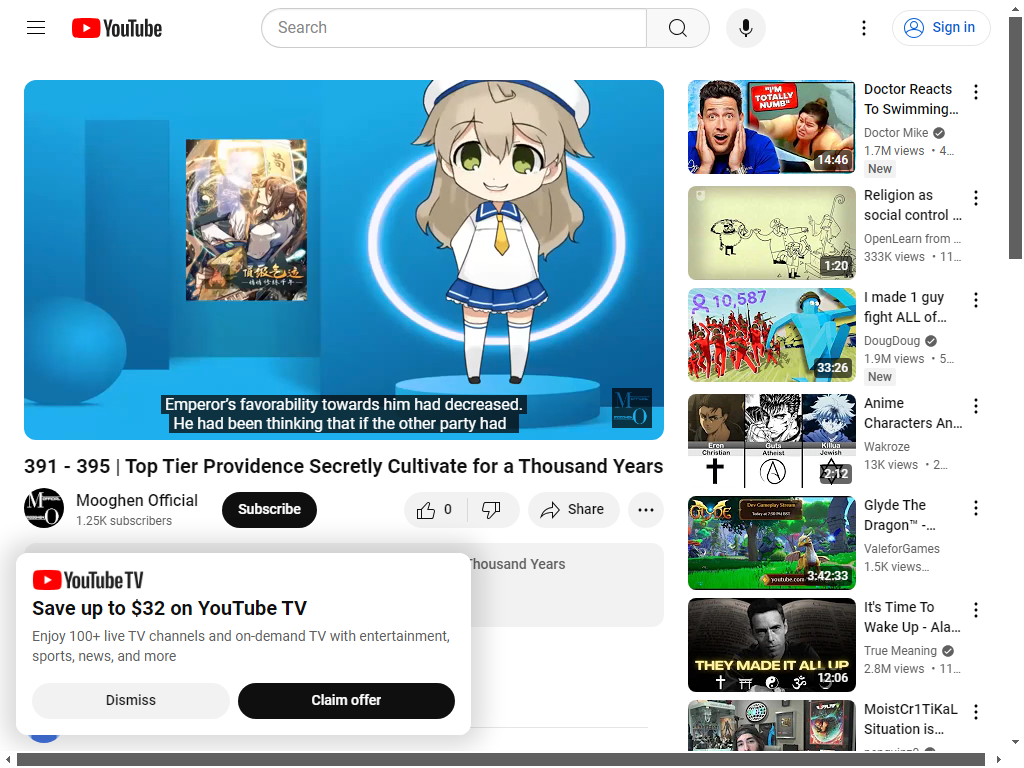 YouTube
Search
Sign in
Emperor's favorability towards him had decreased.
He had been thinking that if the other party had
391 - 395 | Top Tier Providence Secretly Cultivate for a Thousand Years
Mooghen Official
1.25K subscribers
Subscribe
0
Share
Thousand Years
YouTube TV
Save up to $32 on YouTube TV
Enjoy 100+ live TV channels and on-demand TV with entertainment,
sports, news, and more
Dismiss
Claim offer
"I'M
TOTALLY
NUMB"
14:46
Doctor Reacts
To Swimming...
Doctor Mike
1.7M views • 4...
New
1:20
Religion as
social control ...
OpenLearn from ...
333K views • 11...
10,587
33:26
I made 1 guy
fight ALL of...
DougDoug
1.9M views • 5...
New
Eren
Christian
Guts
Atheist
Killua
Jewish
2:12
Anime
Characters An...
Wakroze
13K views • 2...
GLYDE
Dev Gameplay Stream
3:42:33
Glyde The
Dragon™ -...
ValeforGames
1.5K views...
THEY MADE IT ALL UP
12:06
It's Time To
Wake Up - Ala...
True Meaning
2.8M views • 11...
MoistCr1TiKaL
Situation is...